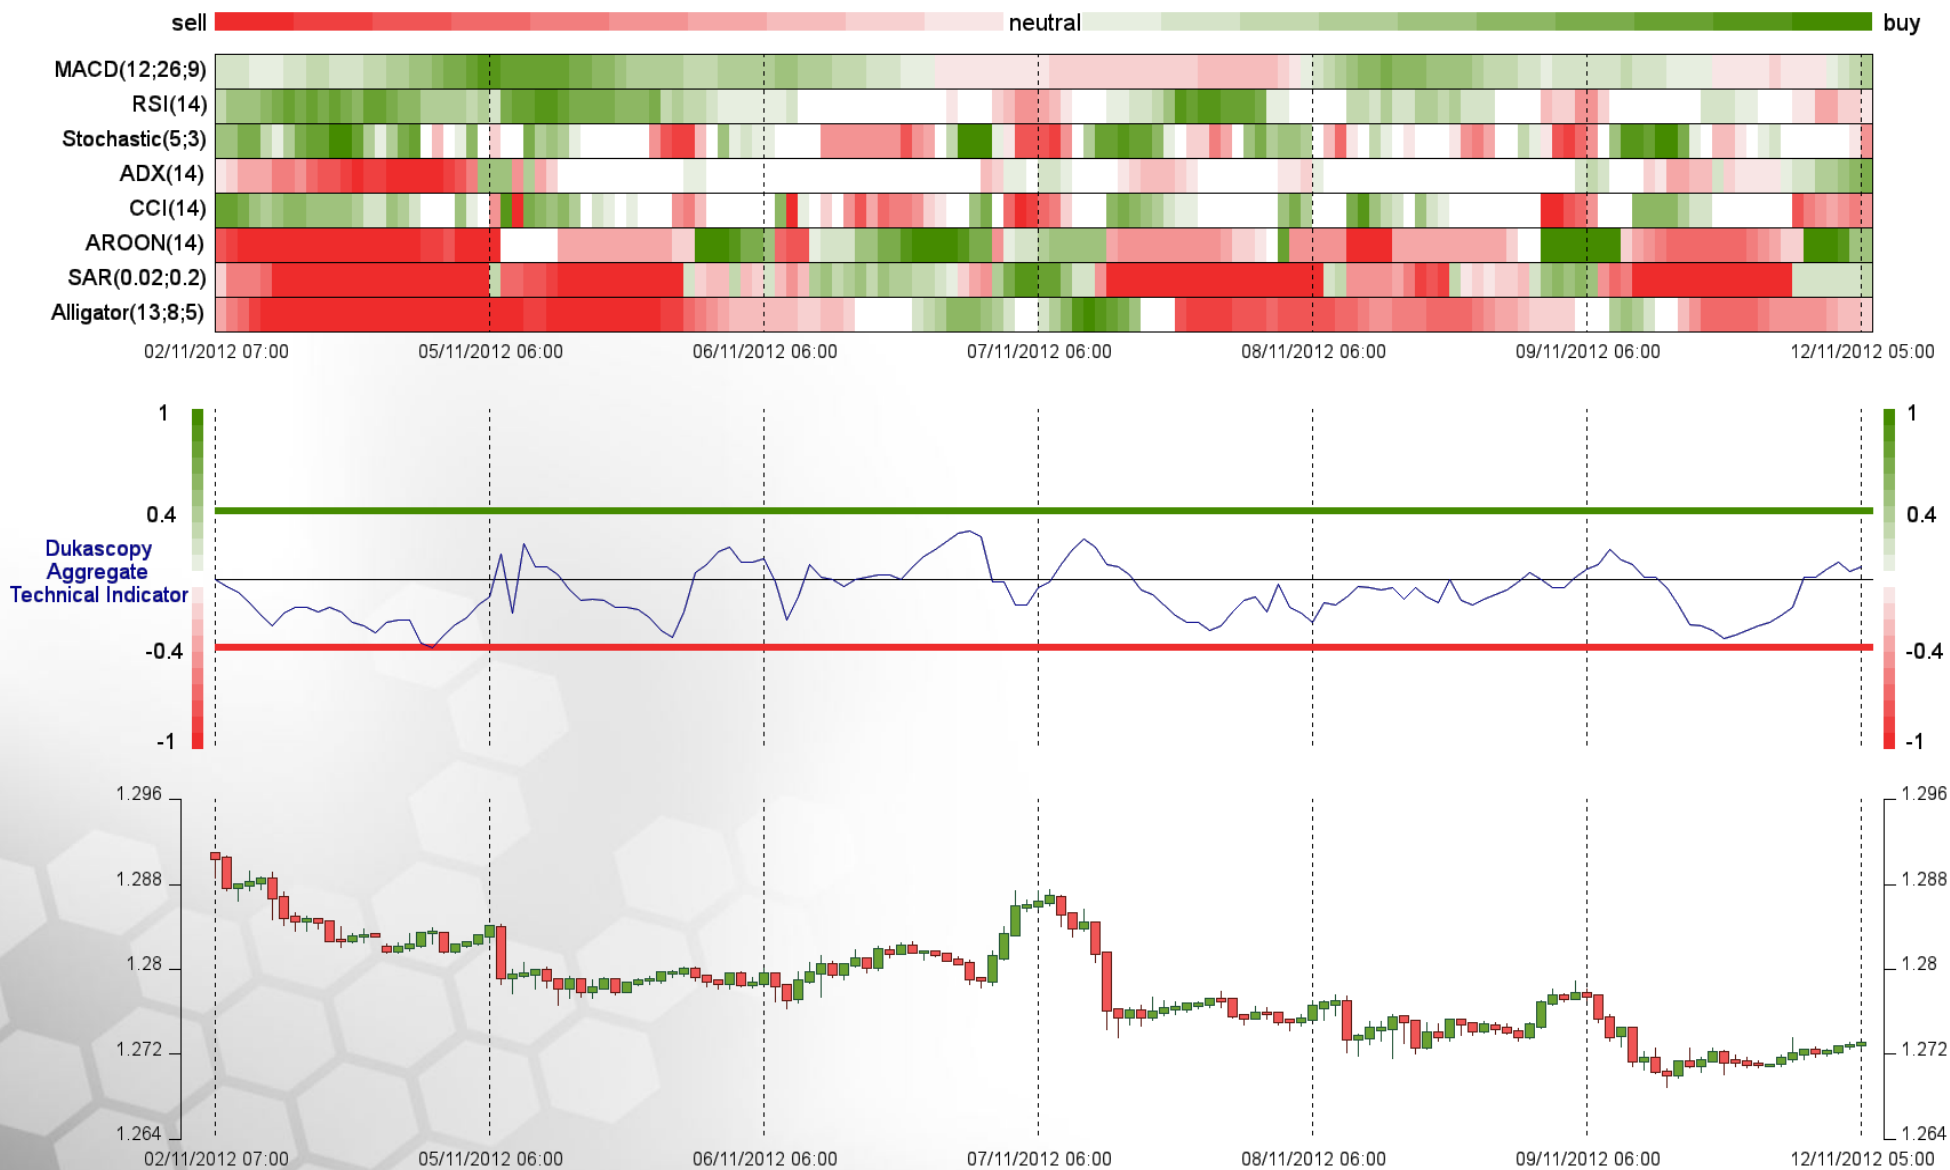 sell neutral buy
MACD(12;26;9)
RSI(14)
Stochastic(5;3)
ADX(14)
CCI(14)
AROON(14)
SAR(0.02;0.2)
Alligator(13;8;5)
02/11/2012 07:00 05/11/2012 06:00 06/11/2012 06:00 07/11/2012 06:00 08/11/2012 06:00 09/11/2012 06:00 12/11/2012 05:00
1 1
0.4 0.4
Dukascopy
Aggregate
Technical Indicator
-0.4 -0.4
-1 -1
1.296 1.296
1.288 1.288
1.28 1.28
1.272 1.272
1.264 1.264
02/11/2012 07:00 05/11/2012 06:00 06/11/2012 06:00 07/11/2012 06:00 08/11/2012 06:00 09/11/2012 06:00 12/11/2012 05:00